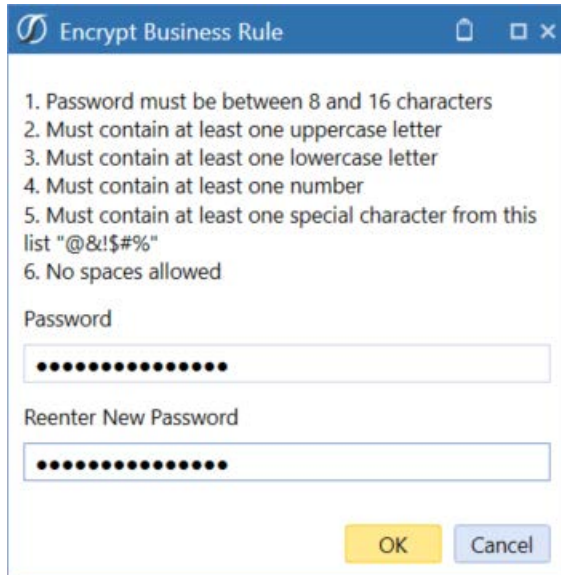 Encrypt Business Rule
1. Password must be between 8 and 16 characters
2. Must contain at least one uppercase letter
3. Must contain at least one lowercase letter
4. Must contain at least one number
5. Must contain at least one special character from this
list "@&!$#%"
6. No spaces allowed
Password
●●●●●●●●●●●●●●●
Reenter New Password
●●●●●●●●●●●●●●●
OK Cancel